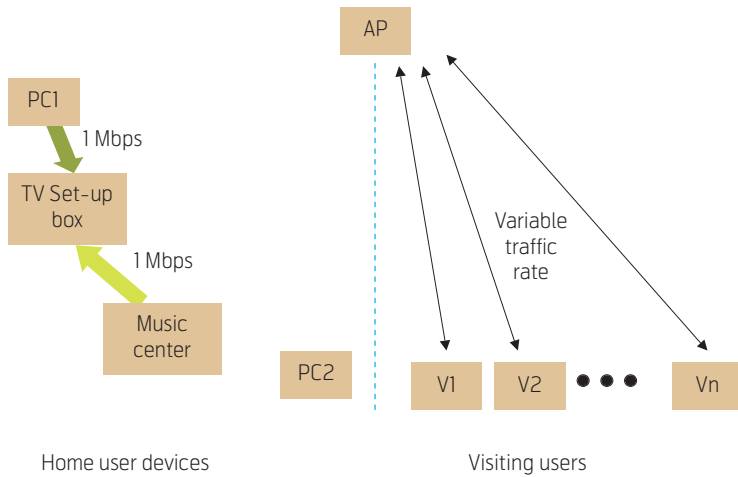 AP
PC1
1 Mbps
TV Set-up
box
Variable
traffic
rate
1 Mbps
Music
center
PC2
V1
V2
Vn
Home user devices
Visiting users